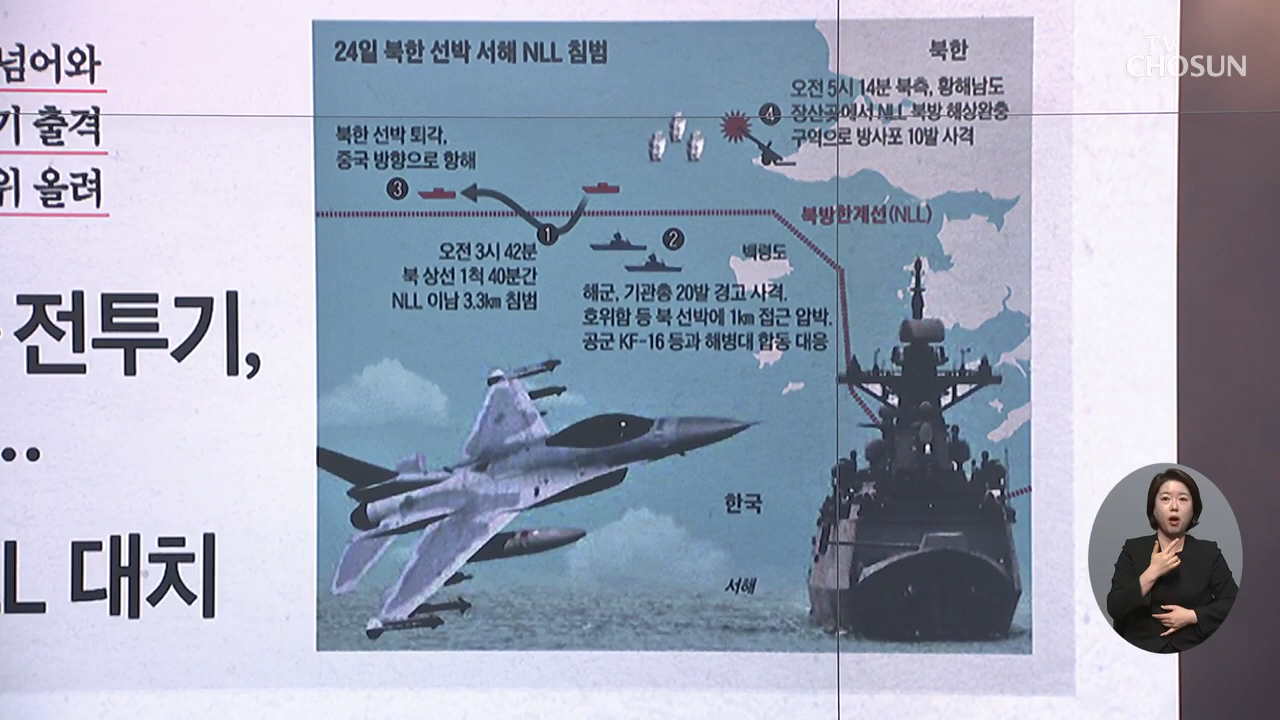 넘어와
기 출격
위 올려
전투기,
..
L 대치
24일 북한 선박 서해 NLL 침범
북한
TV
CHOSUN
오전 5시 14분 북측, 황해남도
장산곶에서 NLL 북방 해상완충
구역으로 방사포 10발 사격
4
북한 선박 퇴각,
중국 방향으로 항해
3
북방한계선(NLL)
1
오전 3시 42분
북 상선 1척 40분간
NLL 이남 3.3㎞ 침범
2
백령도
해군, 기관총 20발 경고 사격.
호위함 등 북 선박에 1㎞ 접근 압박.
공군 KF-16 등과 해병대 합동 대응
한국
서해